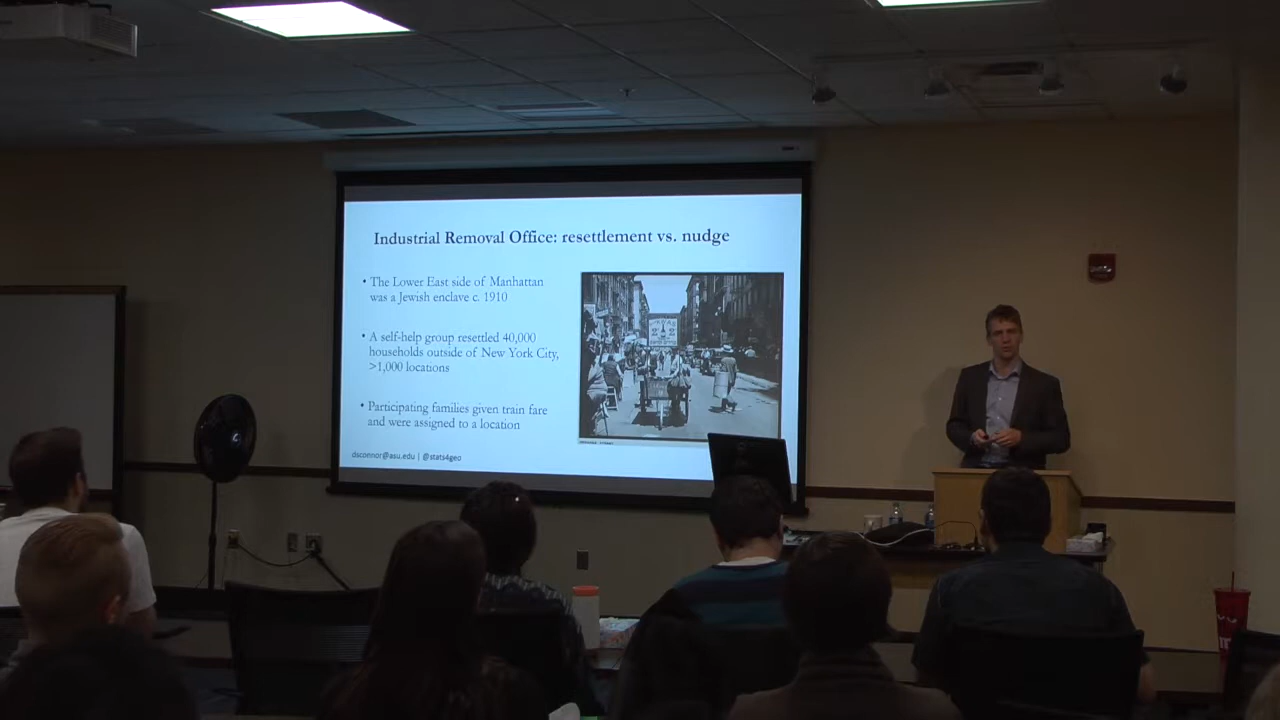 Industrial Removal Office: resettlement vs. nudge
• The Lower East side of Manhattan
was a Jewish enclave c. 1910
• A self-help group resettled 40,000
households outside of New York City,
>1,000 locations
• Participating families given train fare
and were assigned to a location
dsconnor@asu.edu | @stats4geo